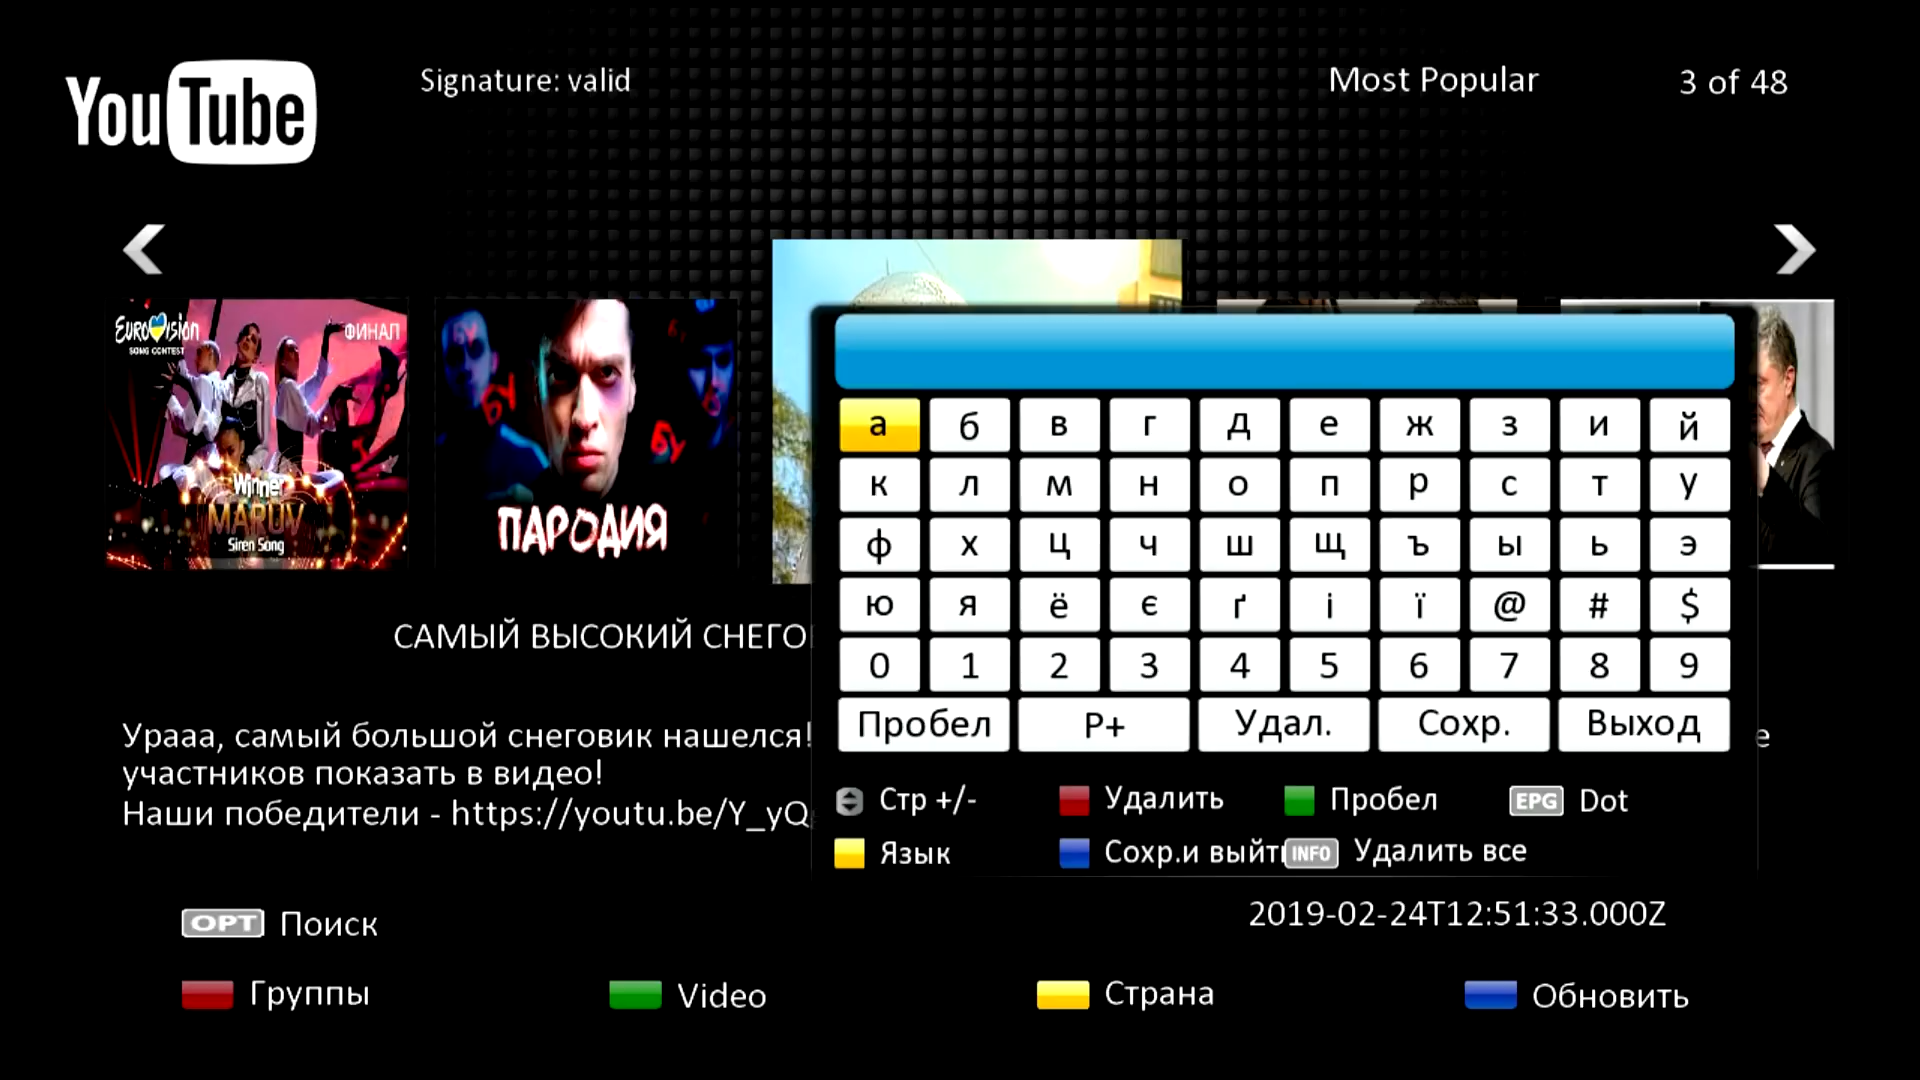 YouTube
Signature: valid
Most Popular
3 of 48
EUROVISION
SONG CONTEST
ФИНАЛ
Winner
MARUV
Siren Song
БУ
БУ
ПАРОДИЯ
а б в г д е ж з и й
к л м н о п р с т у
ф х ц ч ш щ ъ ы ь э
ю я ё є ґ і ї @ # $
0 1 2 3 4 5 6 7 8 9
Пробел P+ Удал. Сохр. Выход
Стр +/- Удалить Пробел EPG Dot
Язык Сохр.и выйти INFO Удалить все
САМЫЙ ВЫСОКИЙ СНЕГО
Урааа, самый большой снеговик нашелся! е
участников показать в видео!
Наши победители - https://youtu.be/Y_yQ
OPT Поиск
2019-02-24T12:51:33.000Z
Группы Video Страна Обновить